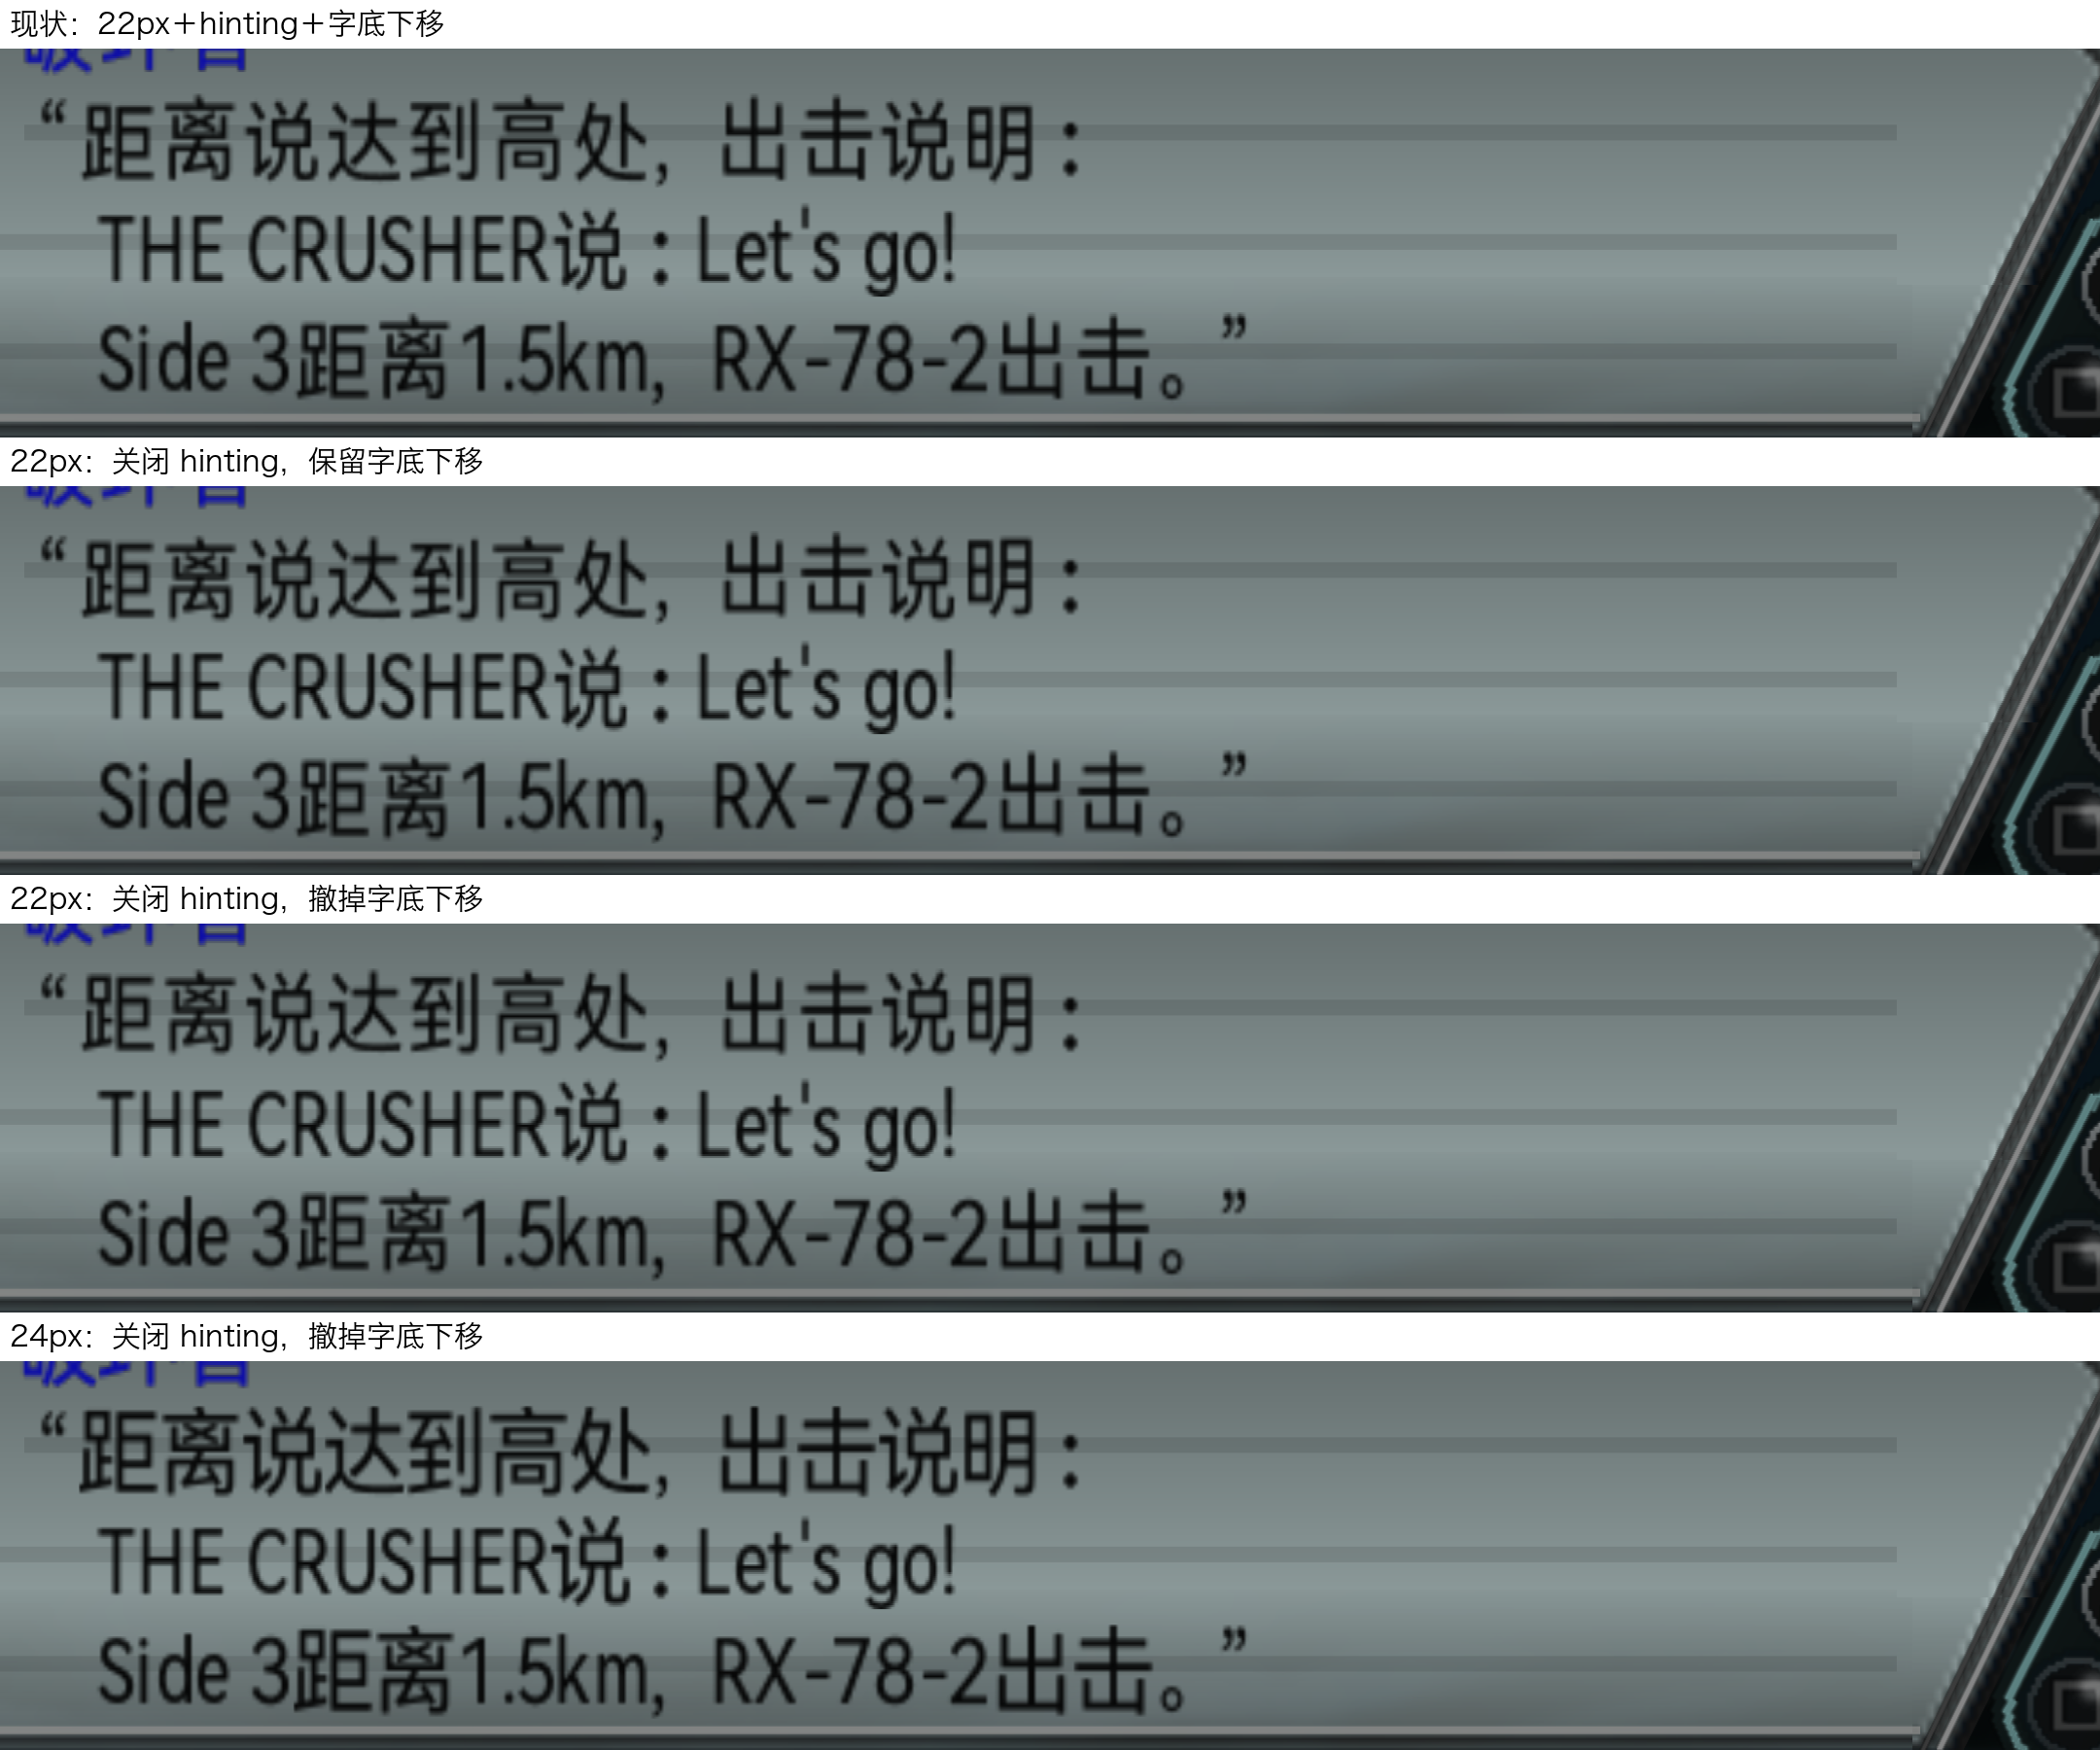 现状：22px+hinting+字底下移
“距离说达到高处，出击说明：
THE CRUSHER说：Let's go!
Side 3距离1.5km，RX-78-2出击。”
22px：关闭 hinting，保留字底下移
“距离说达到高处，出击说明：
THE CRUSHER说：Let's go!
Side 3距离1.5km，RX-78-2出击。”
22px：关闭 hinting，撤掉字底下移
“距离说达到高处，出击说明：
THE CRUSHER说：Let's go!
Side 3距离1.5km，RX-78-2出击。”
24px：关闭 hinting，撤掉字底下移
“距离说达到高处，出击说明：
THE CRUSHER说：Let's go!
Side 3距离1.5km，RX-78-2出击。”